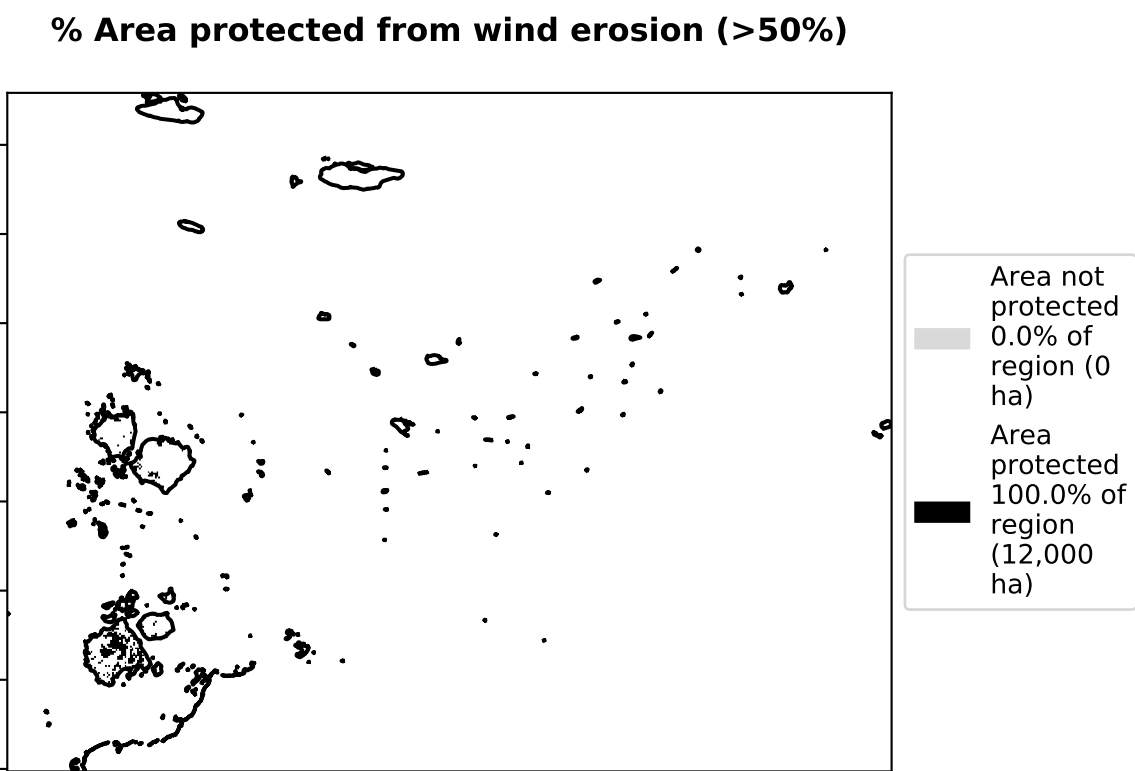 % Area protected from wind erosion (>50%)
Area not
protected
0.0% of
region (0
ha)
Area
protected
100.0% of
region
(12,000
ha)